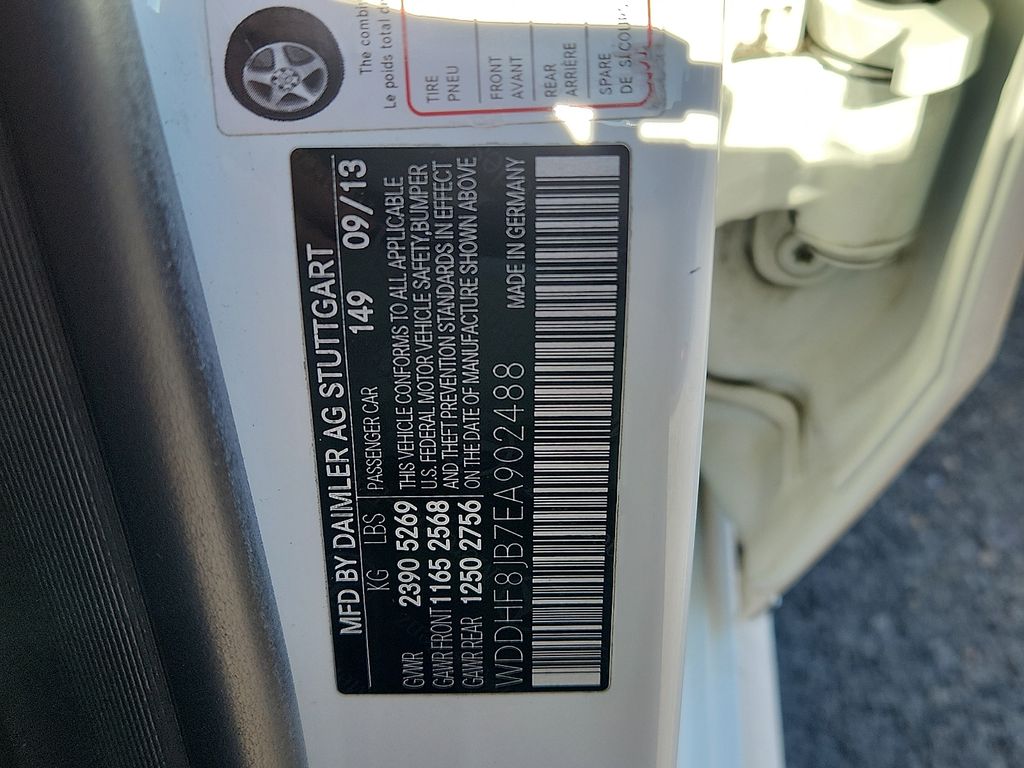 The combi
Le poids total d
TIRE
PNEU
FRONT
AVANT
REAR
ARRIÈRE
SPARE
DE SECOURS
MFD BY DAIMLER AG STUTTGART
149 09/13
KG LBS PASSENGER CAR
GVWR 2390 5269 THIS VEHICLE CONFORMS TO ALL APPLICABLE
GAWR FRONT 1165 2568 U.S. FEDERAL MOTOR VEHICLE SAFETY,BUMPER
AND THEFT PREVENTION STANDARDS IN EFFECT
GAWR REAR 1250 2756 ON THE DATE OF MANUFACTURE SHOWN ABOVE
MADE IN GERMANY
WDDHF8JB7EA902488